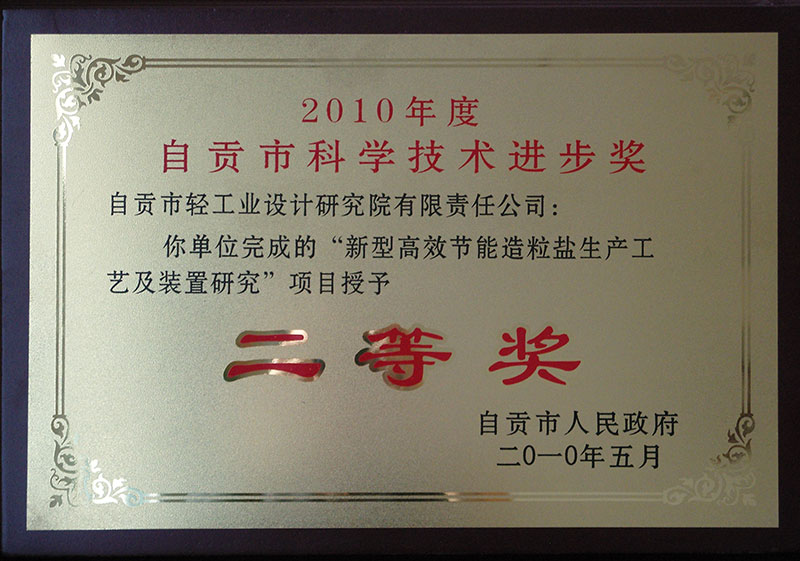 2010年度
自贡市科学技术进步奖
自贡市轻工业设计研究院有限责任公司：
你单位完成的“新型高效节能造粒盐生产工
艺及装置研究”项目授予
二等奖
自贡市人民政府
二0一0年五月